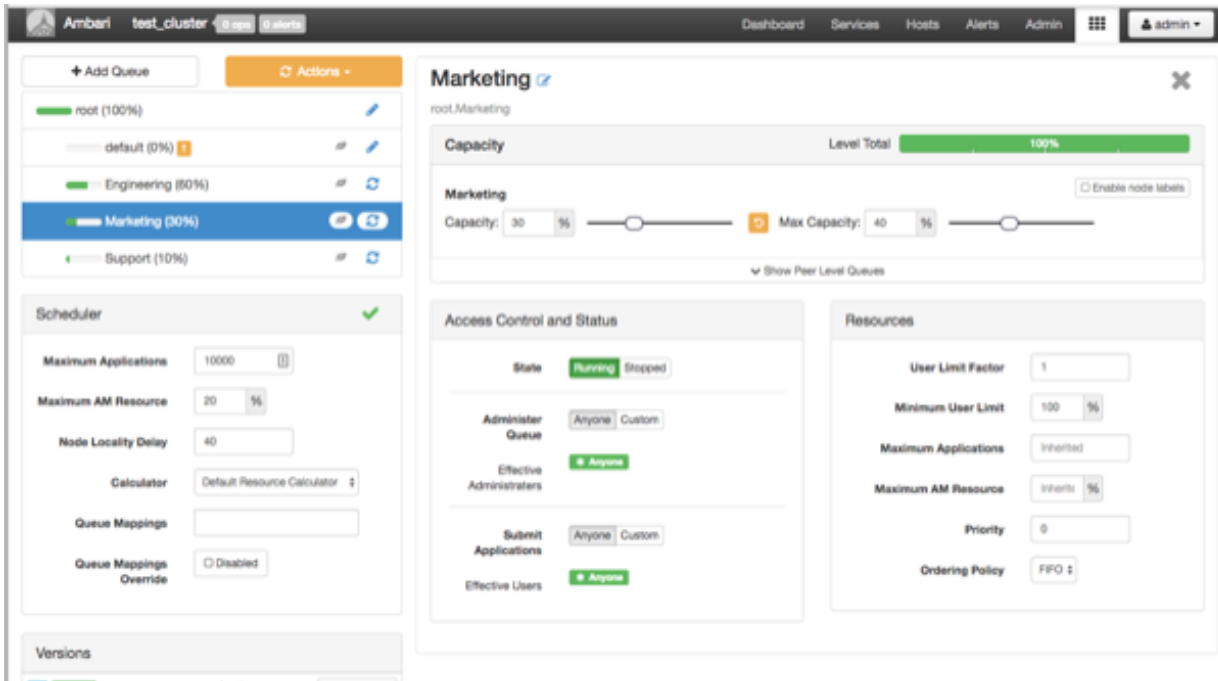 Ambari test_cluster 0 ops 0 alerts Dashboard Services Hosts Alerts Admin admin
+ Add Queue
Actions
root (100%)
default (0%)
Engineering (60%)
Marketing (30%)
Support (10%)
Scheduler
Maximum Applications 10000
Maximum AM Resource 20 %
Node Locality Delay 40
Calculator Default Resource Calculator
Queue Mappings
Queue Mappings Override Disabled
Versions
Marketing
root.Marketing
Capacity Level Total 100%
Marketing Enable node labels
Capacity: 30 % Max Capacity: 40 %
Show Peer Level Queues
Access Control and Status
State Running Stopped
Administer Queue Anyone Custom
Effective Administraters Anyone
Submit Applications Anyone Custom
Effective Users Anyone
Resources
User Limit Factor 1
Minimum User Limit 100 %
Maximum Applications Inherited
Maximum AM Resource Inherite %
Priority 0
Ordering Policy FIFO